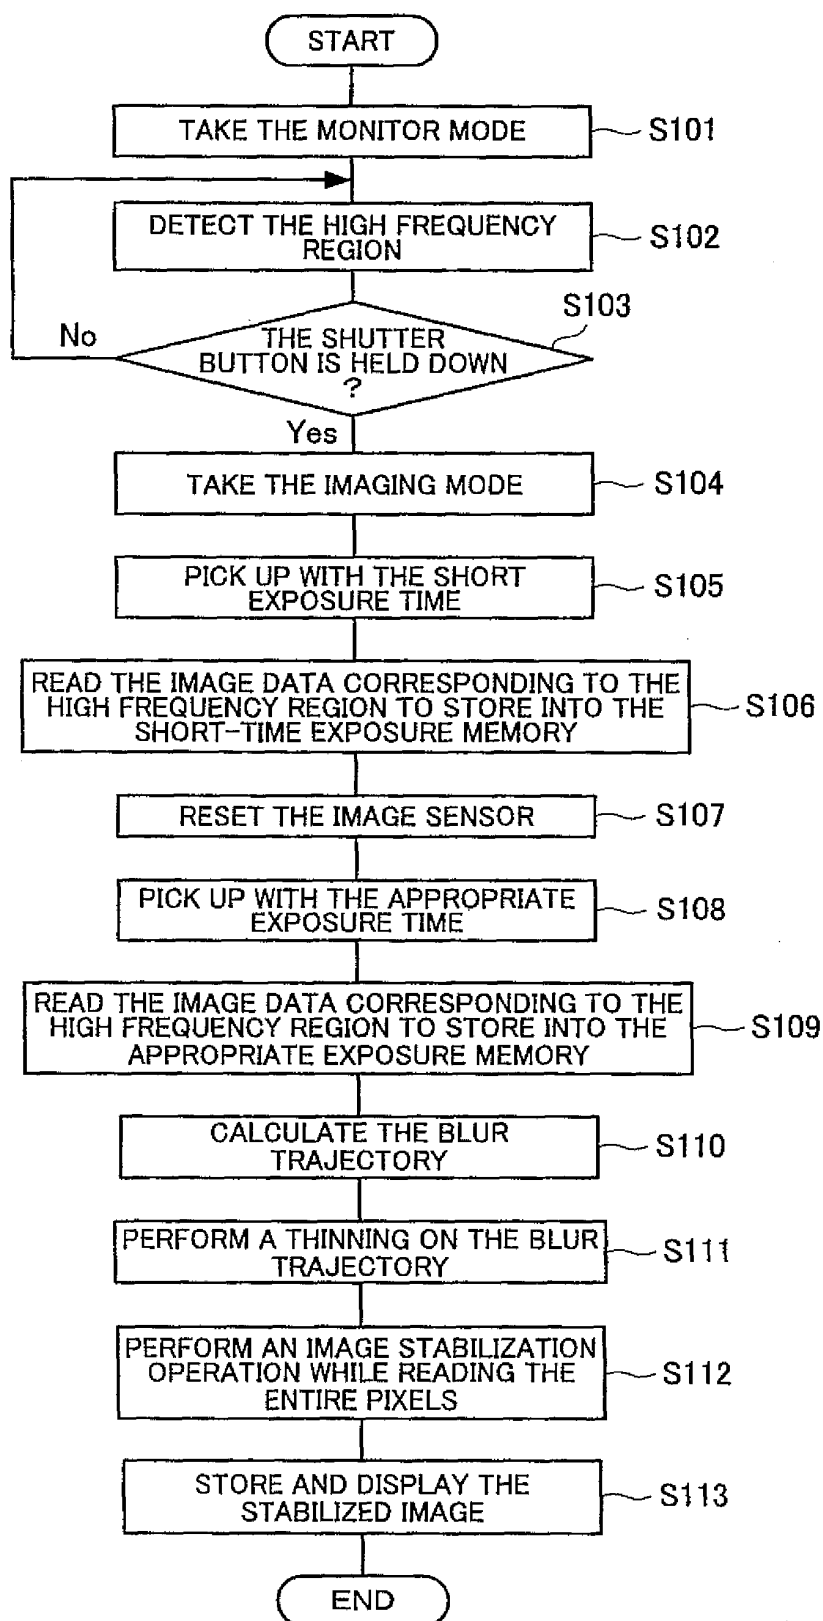 START
TAKE THE MONITOR MODE
S101
DETECT THE HIGH FREQUENCY
REGION
S102
S103
No
THE SHUTTER
BUTTON IS HELD DOWN
?
Yes
TAKE THE IMAGING MODE
S104
PICK UP WITH THE SHORT
EXPOSURE TIME
S105
READ THE IMAGE DATA CORRESPONDING TO THE
HIGH FREQUENCY REGION TO STORE INTO THE
SHORT-TIME EXPOSURE MEMORY
S106
RESET THE IMAGE SENSOR
S107
PICK UP WITH THE APPROPRIATE
EXPOSURE TIME
S108
READ THE IMAGE DATA CORRESPONDING TO THE
HIGH FREQUENCY REGION TO STORE INTO THE
APPROPRIATE EXPOSURE MEMORY
S109
CALCULATE THE BLUR
TRAJECTORY
S110
PERFORM A THINNING ON THE BLUR
TRAJECTORY
S111
PERFORM AN IMAGE STABILIZATION
OPERATION WHILE READING THE
ENTIRE PIXELS
S112
STORE AND DISPLAY THE
STABILIZED IMAGE
S113
END